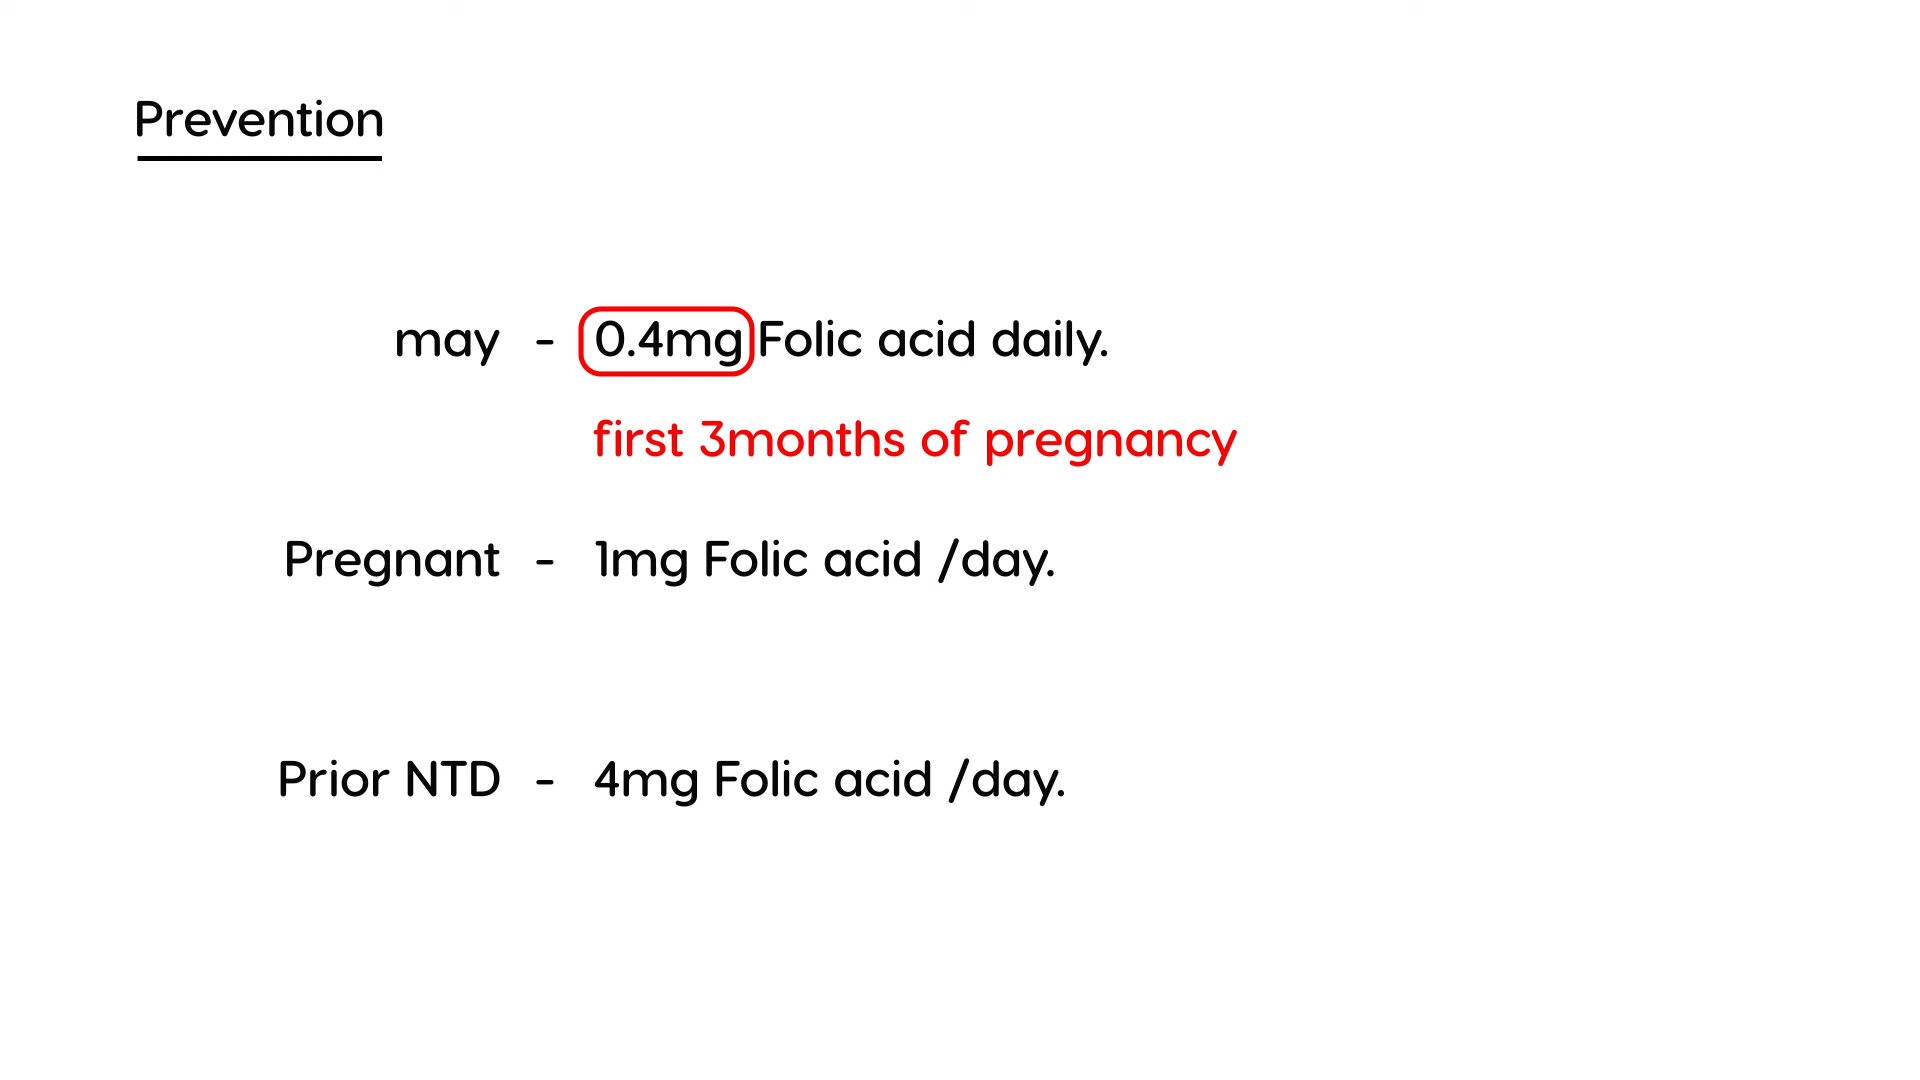 Prevention
may - 0.4mg Folic acid daily.
first 3months of pregnancy
Pregnant - 1mg Folic acid /day.
Prior NTD - 4mg Folic acid /day.